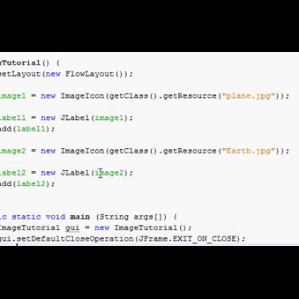 eTutorial() {
setLayout(new FlowLayout());
image1 = new ImageIcon(getClass().getResource("plane.jpg"));
label1 = new JLabel(image1);
add(label1);
image2 = new ImageIcon(getClass().getResource("Earth.jpg"));
label2 = new JLabel(image2);
add(label2);
ic static void main (String args[]) {
ImageTutorial gui = new ImageTutorial();
gui.setDefaultCloseOperation(JFrame.EXIT_ON_CLOSE);